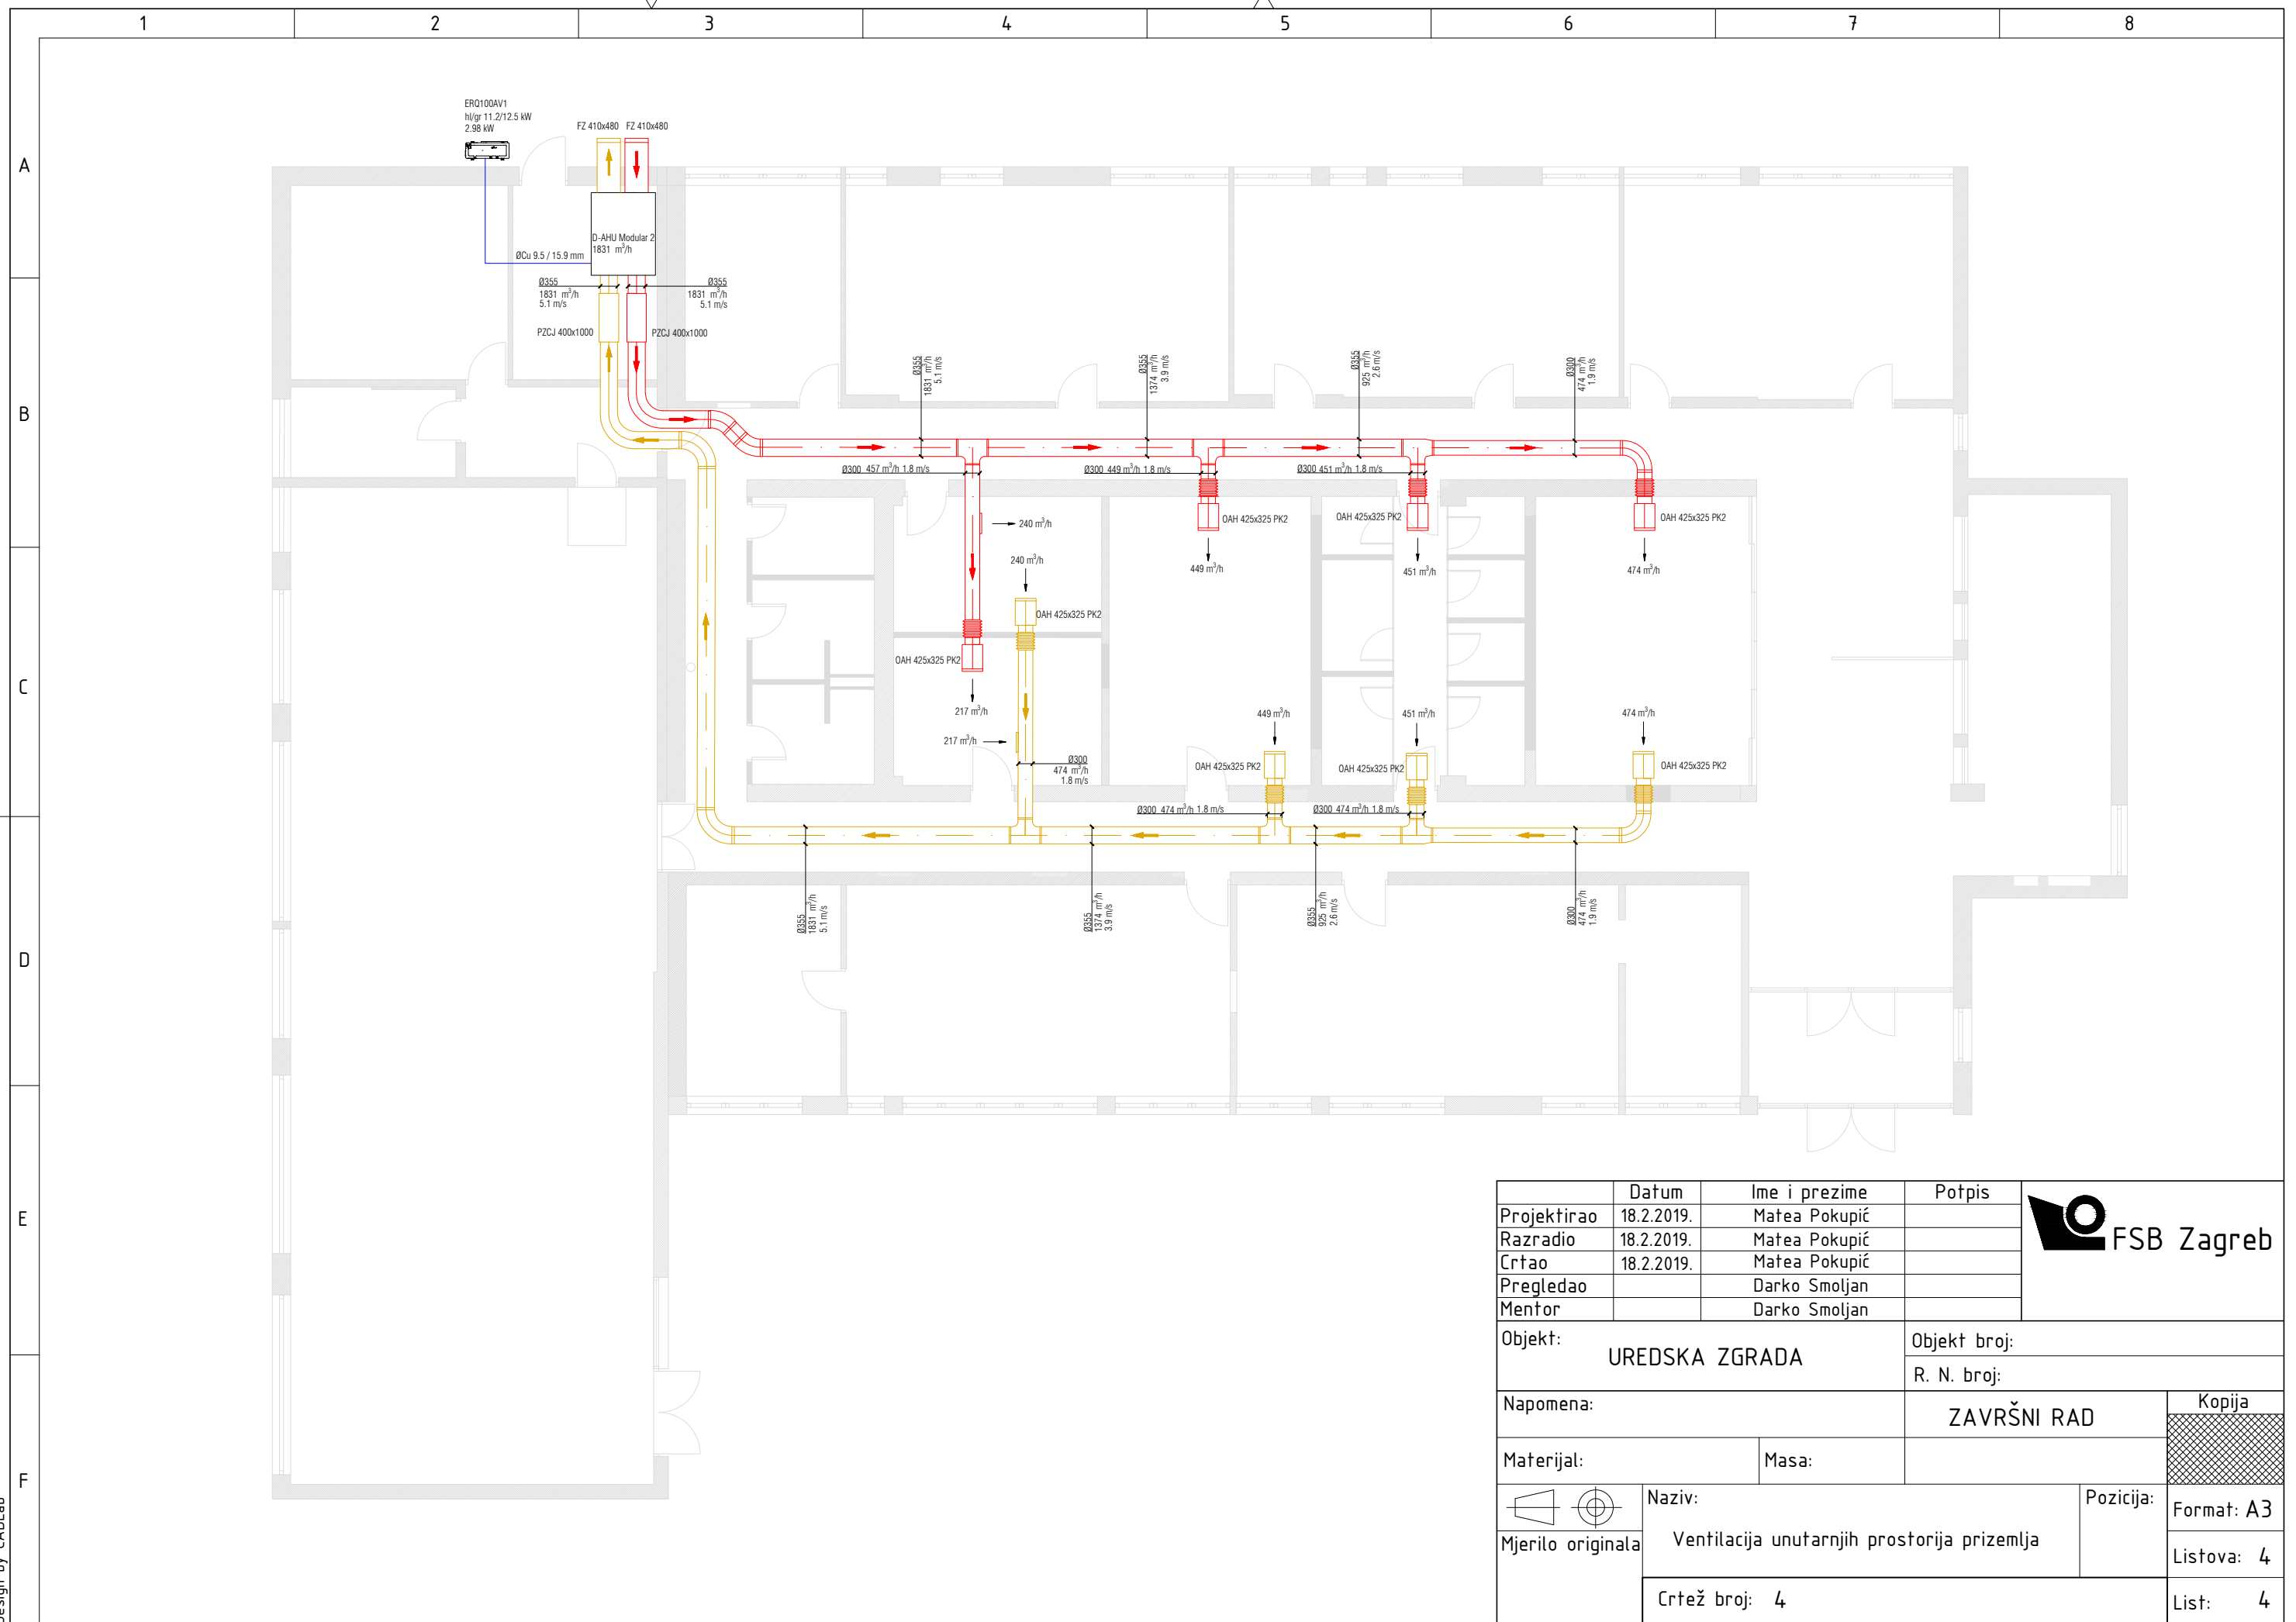 1 2 3 4 5 6 7 8
A
B
C
D
E
F
ERQ100AV1
hl/gr 11.2/12.5 kW
2.98 kW
FZ 410x480 FZ 410x480
D-AHU Modular 2
1831 m³/h
ØCu 9.5 / 15.9 mm
Ø355
1831 m³/h
5.1 m/s
Ø355
1831 m³/h
5.1 m/s
PZCJ 400x1000
PZCJ 400x1000
Ø355
1831 m³/h
5.1 m/s
Ø355
1374 m³/h
3.9 m/s
Ø355
925 m³/h
2.6 m/s
Ø300
474 m³/h
1.9 m/s
Ø300 457 m³/h 1.8 m/s
Ø300 449 m³/h 1.8 m/s
Ø300 451 m³/h 1.8 m/s
240 m³/h
OAH 425x325 PK2
OAH 425x325 PK2
OAH 425x325 PK2
240 m³/h
449 m³/h
451 m³/h
474 m³/h
OAH 425x325 PK2
OAH 425x325 PK2
217 m³/h
449 m³/h
451 m³/h
474 m³/h
217 m³/h
Ø300
474 m³/h
1.8 m/s
OAH 425x325 PK2
OAH 425x325 PK2
OAH 425x325 PK2
Ø300 474 m³/h 1.8 m/s
Ø300 474 m³/h 1.8 m/s
Ø355
1831 m³/h
5.1 m/s
Ø355
1374 m³/h
3.9 m/s
Ø355
925 m³/h
2.6 m/s
Ø300
474 m³/h
1.9 m/s
Datum Ime i prezime Potpis
Projektirao 18.2.2019. Matea Pokupić
Razradio 18.2.2019. Matea Pokupić
Crtao 18.2.2019. Matea Pokupić
Pregledao Darko Smoljan
Mentor Darko Smoljan
FSB Zagreb
Objekt:
UREDSKA ZGRADA
Objekt broj:
R. N. broj:
Napomena:
ZAVRŠNI RAD
Kopija
Materijal:
Masa:
Naziv:
Ventilacija unutarnjih prostorija prizemlja
Pozicija:
Format: A3
Mjerilo originala
Listova: 4
Crtež broj: 4
List: 4
Design by CADLab